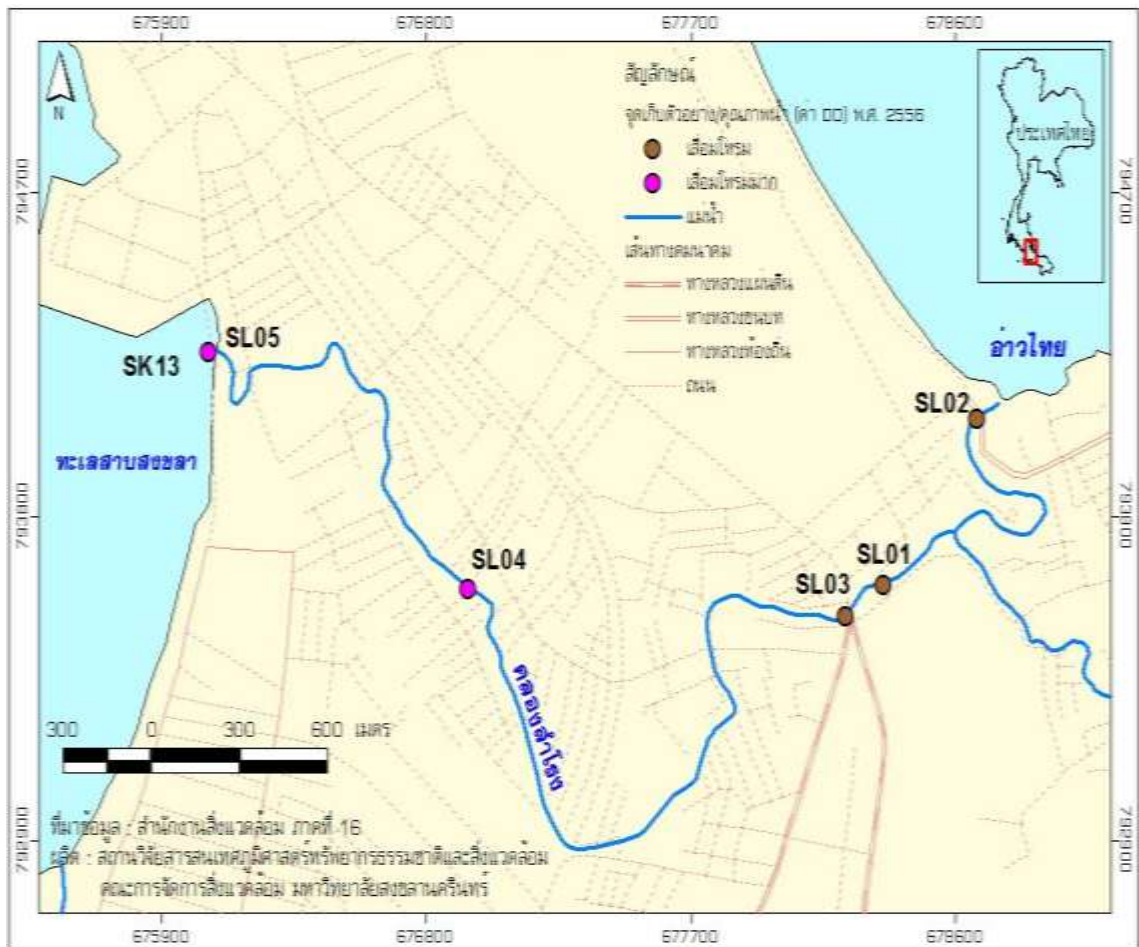 675900 676800 677700 678600
N
สัญลักษณ์
จุดเก็บตัวอย่าง/คุณภาพน้ำ (ค่า DO) พ.ศ. 2556
เสื่อมโทรม
เสื่อมโทรมมาก
แม่น้ำ
เส้นทางคมนาคม
ทางหลวงแผ่นดิน
ทางหลวงชนบท
ทางหลวงท้องถิ่น
ถนน
ประเทศไทย
794700 794700
อ่าวไทย
SL05
SK13
SL02
ทะเลสาบสงขลา
793800 793800
SL04
SL01
SL03
คลองสำโรง
300 0 300 600 เมตร
ที่มาข้อมูล : สำนักงานสิ่งแวดล้อม ภาคที่ 16
792900 792900
ผลิต : สถานวิจัยสารสนเทศภูมิศาสตร์ทรัพยากรธรรมชาติและสิ่งแวดล้อม
คณะการจัดการสิ่งแวดล้อม มหาวิทยาลัยสงขลานครินทร์
675900 676800 677700 678600